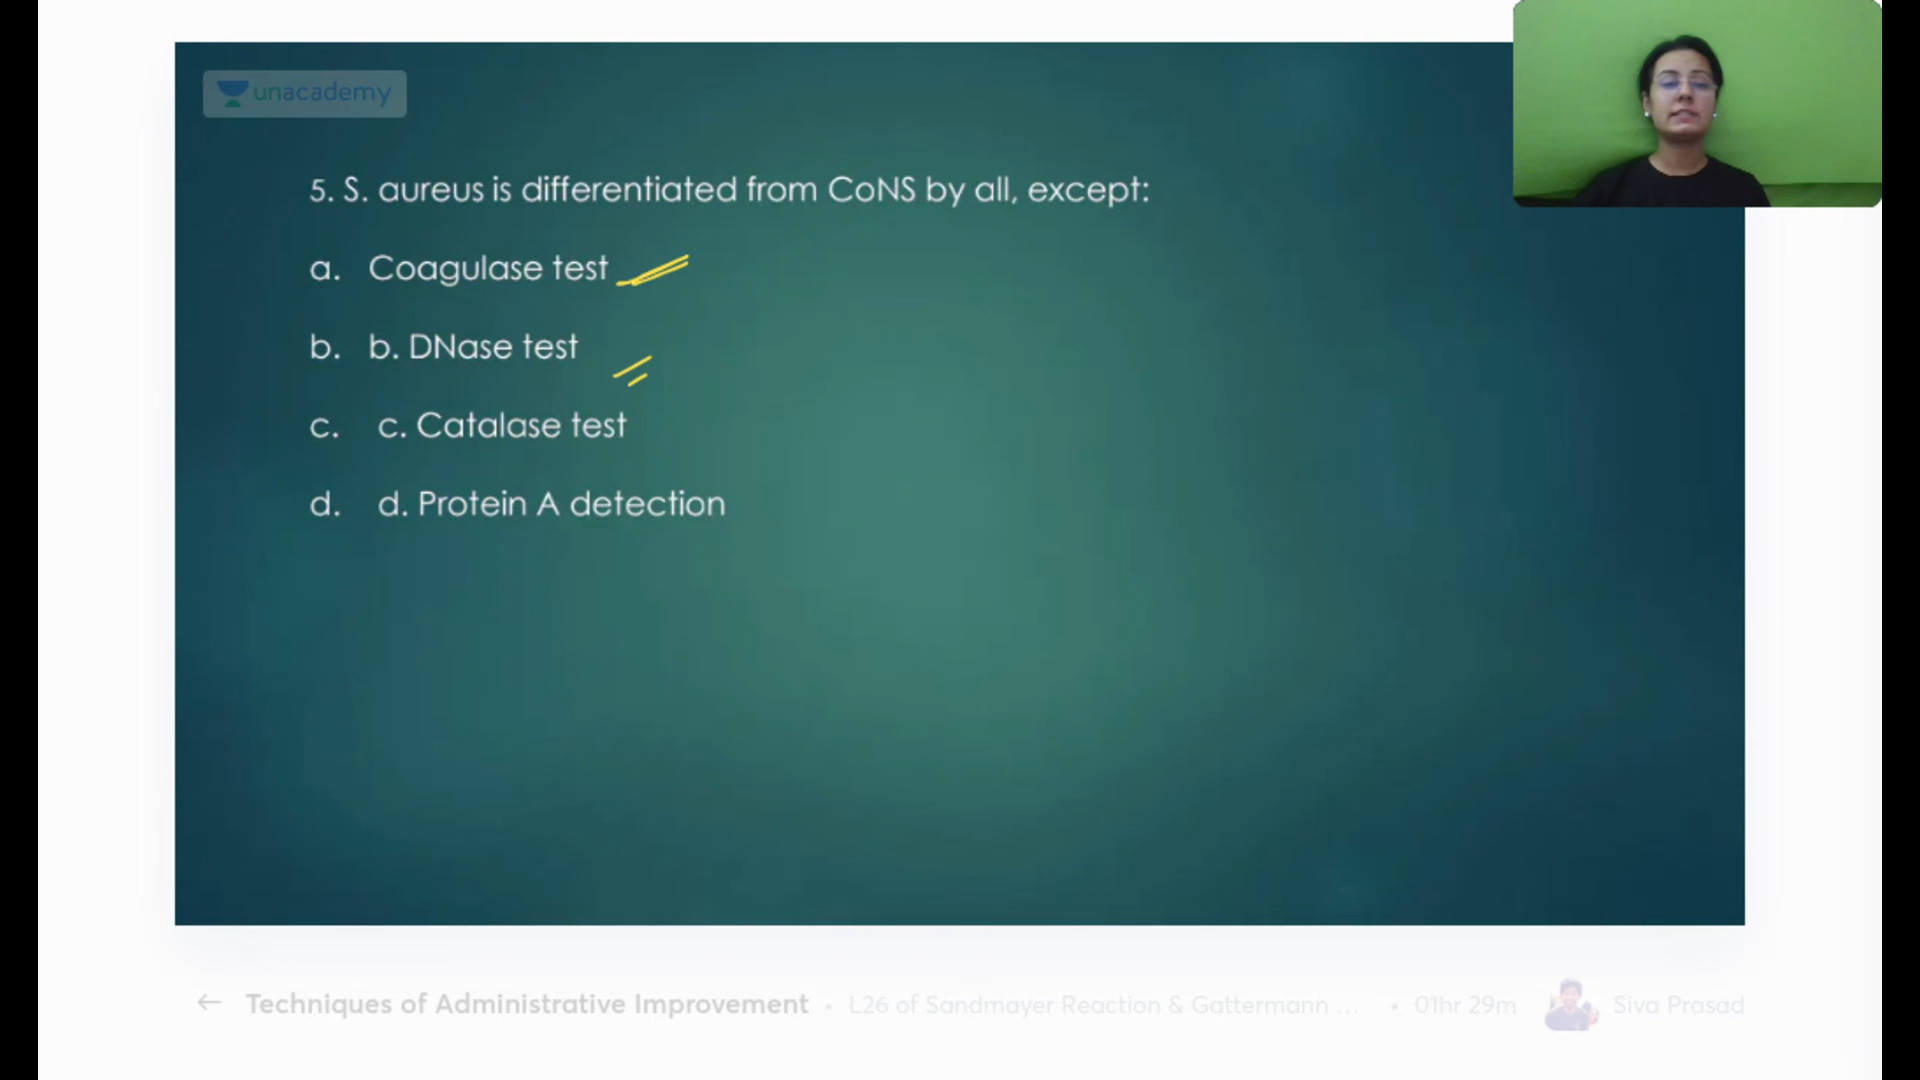 unacademy
5. S. aureus is differentiated from CoNS by all, except:
a. Coagulase test
b. b. DNase test
c. c. Catalase test
d. d. Protein A detection
← Techniques of Administrative Improvement • L26 of Sandmayer Reaction & Gattermann ... • 01hr 29m Siva Prasad